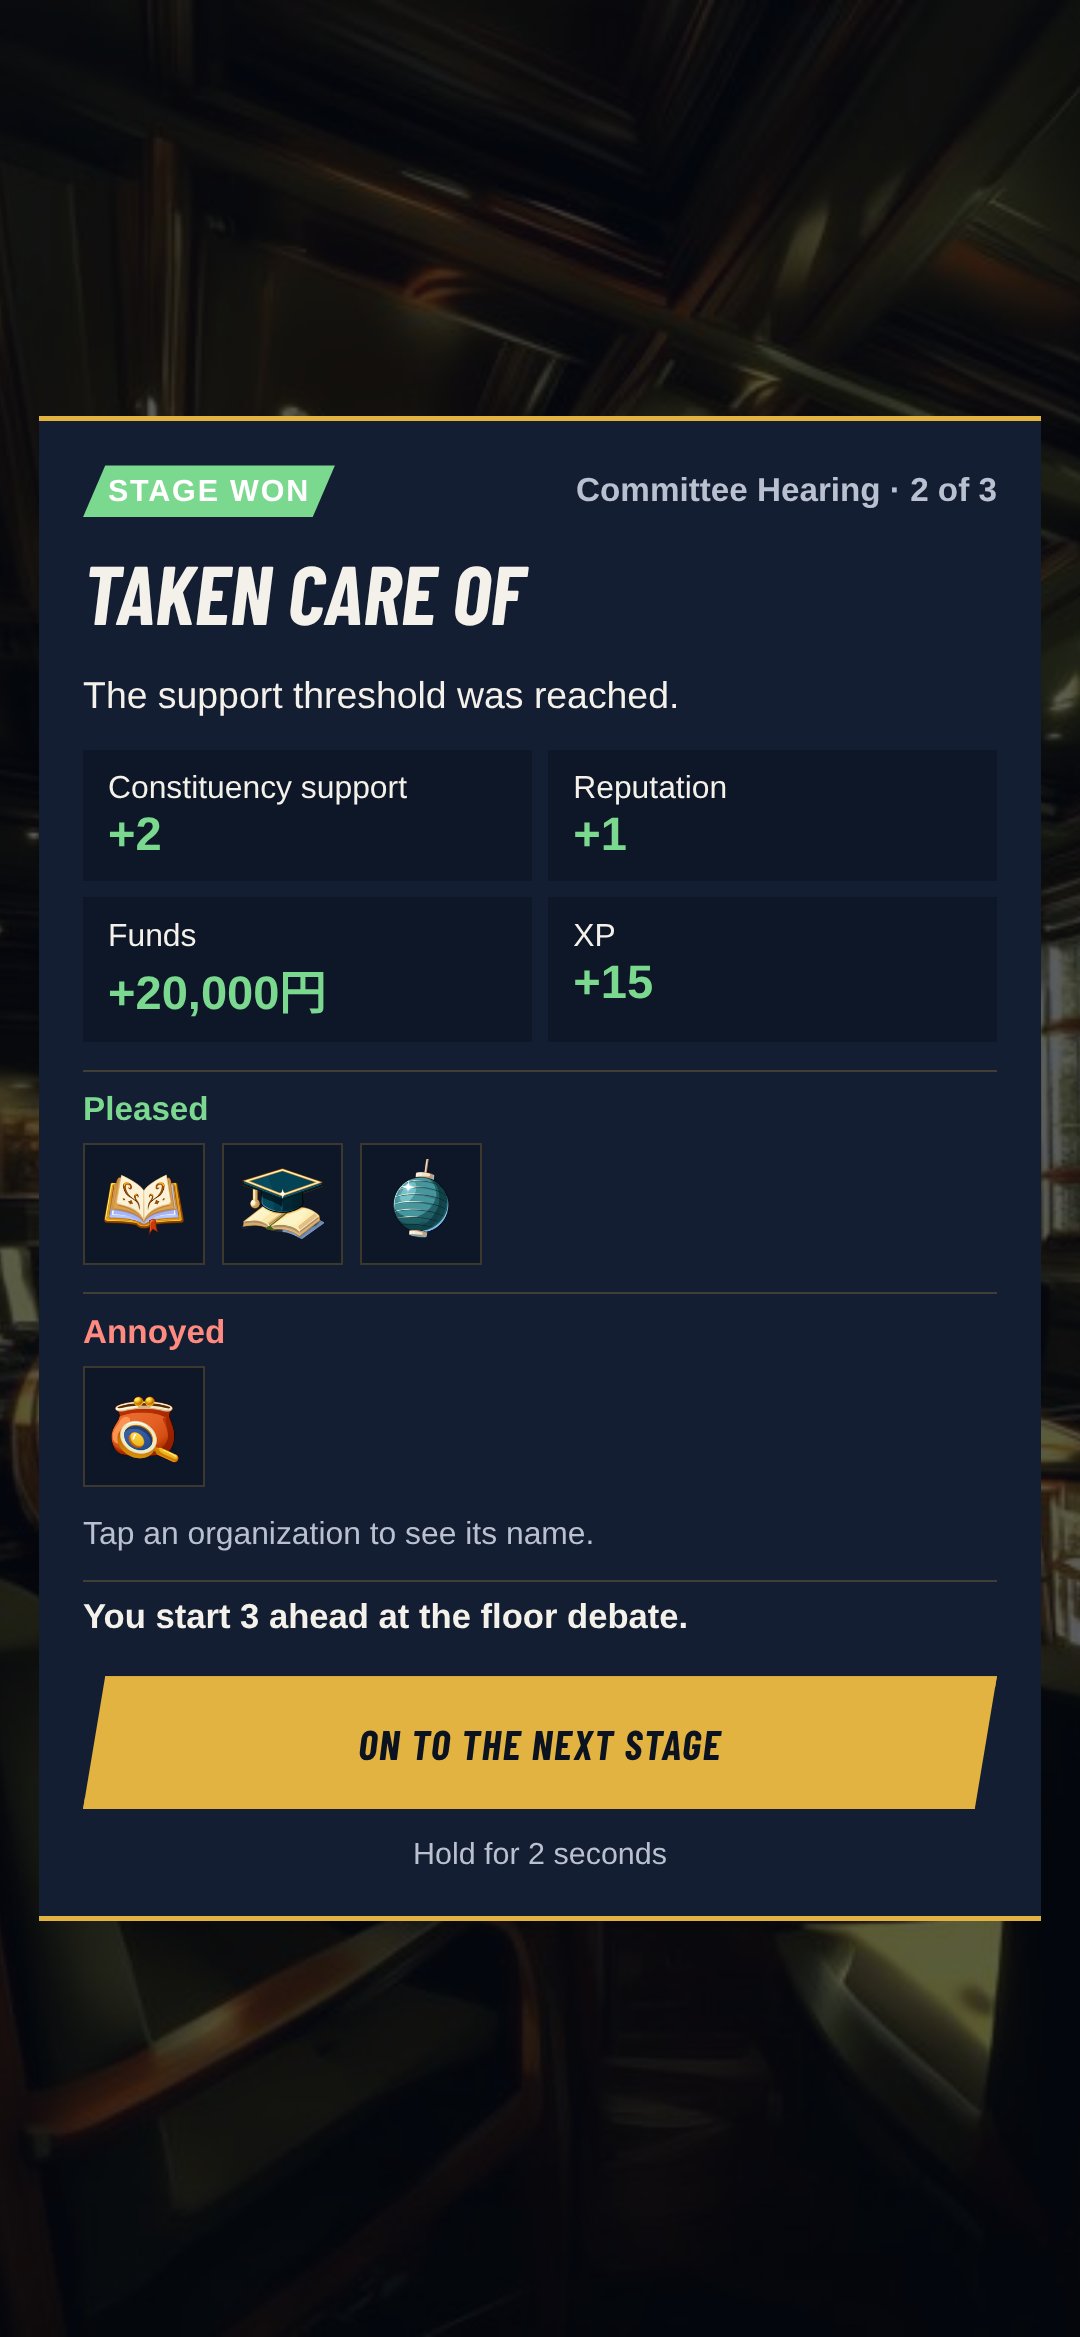 STAGE WON
Committee Hearing · 2 of 3
TAKEN CARE OF
The support threshold was reached.
Constituency support
+2
Reputation
+1
Funds
+20,000円
XP
+15
Pleased
Annoyed
Tap an organization to see its name.
You start 3 ahead at the floor debate.
ON TO THE NEXT STAGE
Hold for 2 seconds